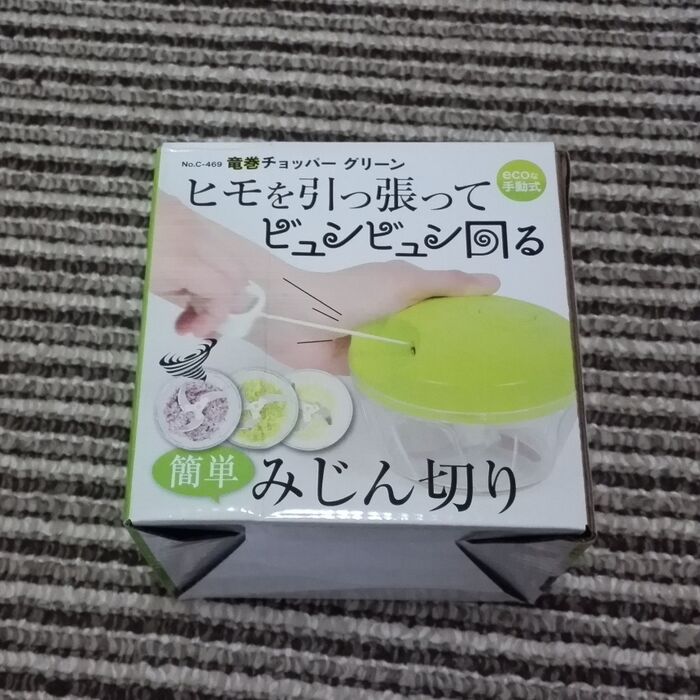 No.C-469 竜巻チョッパー グリーン
ecoな
手動式
ヒモを引っ張って
ビュンビュン回る
簡単
みじん切り